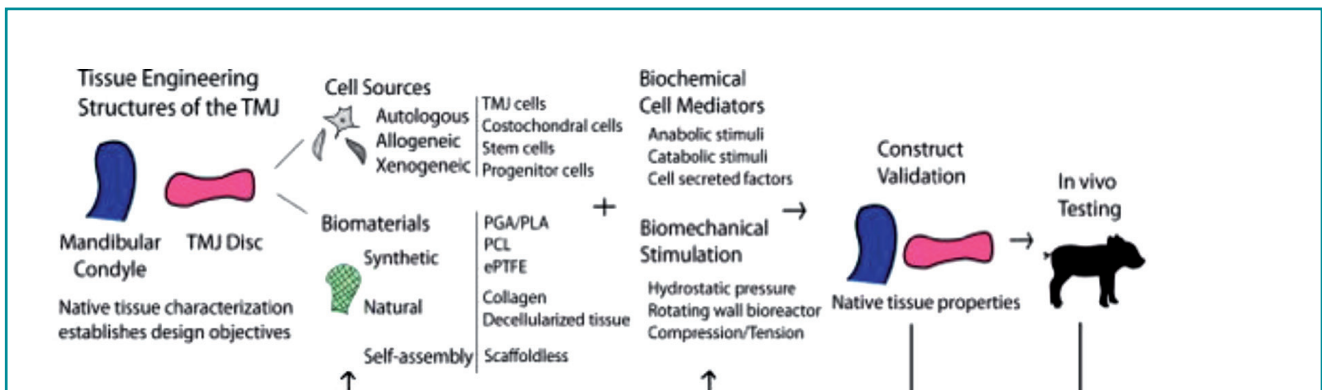 Tissue Engineering
Structures of the TMJ
Mandibular
Condyle
TMJ Disc
Native tissue characterization
establishes design objectives
Cell Sources
Autologous
Allogeneic
Xenogeneic
TMJ cells
Costochondral cells
Stem cells
Progenitor cells
Biomaterials
Synthetic
PGA/PLA
PCL
ePTFE
Natural
Collagen
Decellularized tissue
Self-assembly
Scaffoldless
+
Biochemical
Cell Mediators
Anabolic stimuli
Catabolic stimuli
Cell secreted factors
Biomechanical
Stimulation
Hydrostatic pressure
Rotating wall bioreactor
Compression/Tension
Construct
Validation
Native tissue properties
In vivo
Testing